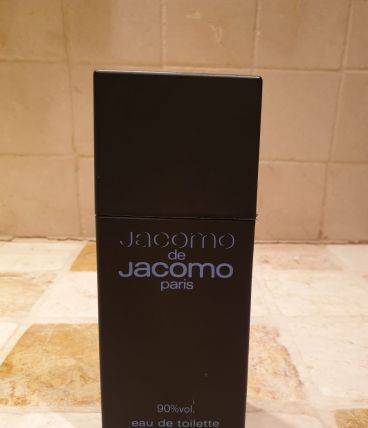 Jacomo
de
Jacomo
paris
90%vol.
eau de toilette